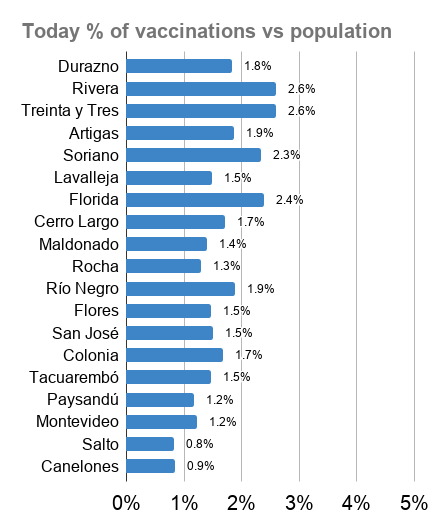 Today % of vaccinations vs population
Durazno 1.8%
Rivera 2.6%
Treinta y Tres 2.6%
Artigas 1.9%
Soriano 2.3%
Lavalleja 1.5%
Florida 2.4%
Cerro Largo 1.7%
Maldonado 1.4%
Rocha 1.3%
Río Negro 1.9%
Flores 1.5%
San José 1.5%
Colonia 1.7%
Tacuarembó 1.5%
Paysandú 1.2%
Montevideo 1.2%
Salto 0.8%
Canelones 0.9%
0% 1% 2% 3% 4% 5%